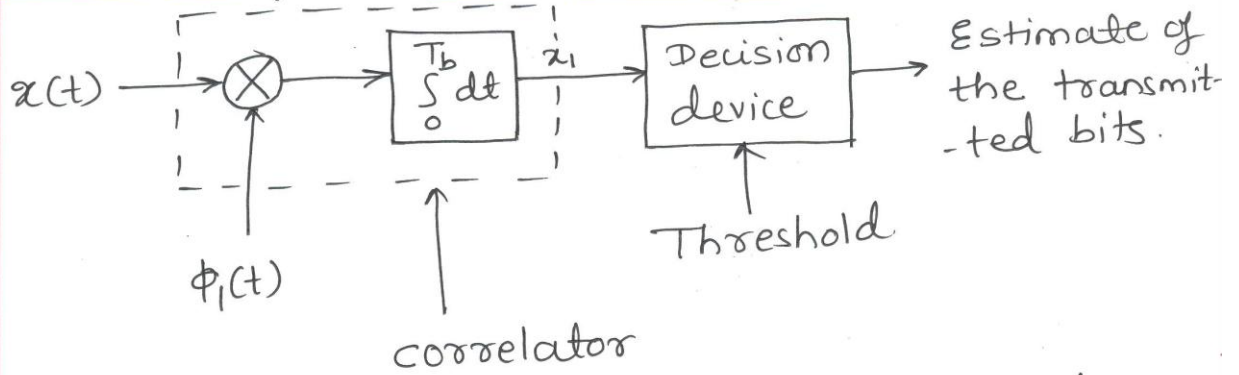 x(t)
Tb
∫ dt
0
x₁
Decision
device
Estimate of
the transmit-
-ted bits.
ϕ₁(t)
Threshold
correlator